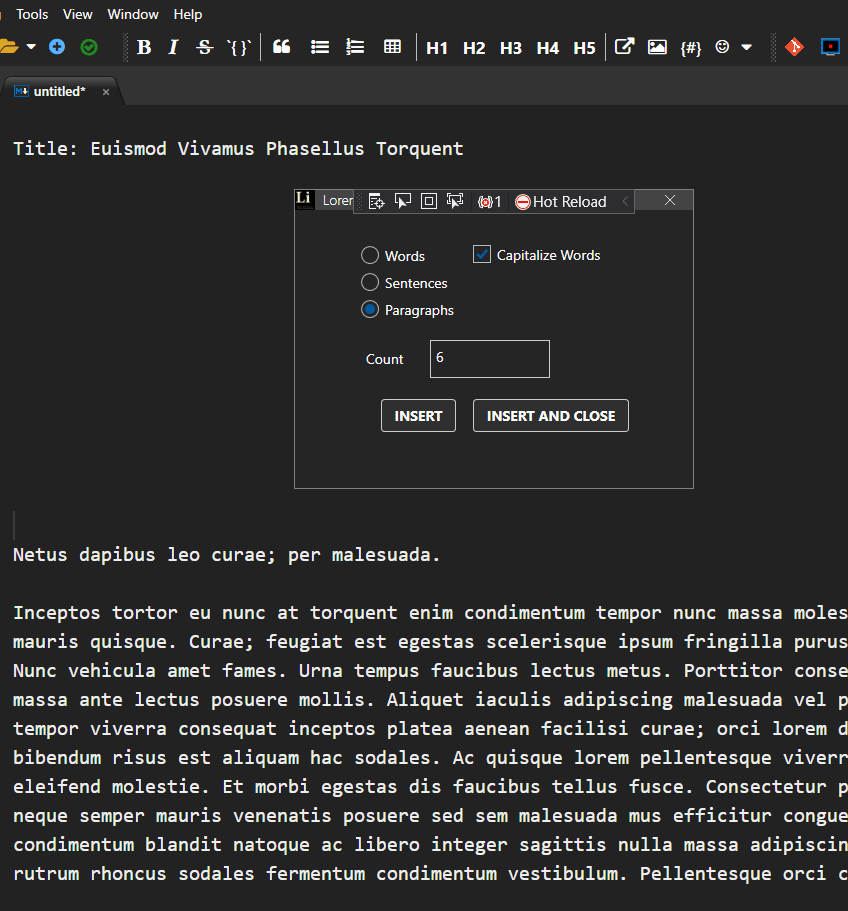 Tools View Window Help
B I S `{}` H1 H2 H3 H4 H5 {#}
untitled*
Title: Euismod Vivamus Phasellus Torquent
Li Lorer 1 Hot Reload
Words Capitalize Words
Sentences
Paragraphs
Count 6
INSERT INSERT AND CLOSE
Netus dapibus leo curae; per malesuada.
Inceptos tortor eu nunc at torquent enim condimentum tempor nunc massa moles
mauris quisque. Curae; feugiat est egestas scelerisque ipsum fringilla purus
Nunc vehicula amet fames. Urna tempus faucibus lectus metus. Porttitor conse
massa ante lectus posuere mollis. Aliquet iaculis adipiscing malesuada vel p
tempor viverra consequat inceptos platea aenean facilisi curae; orci lorem d
bibendum risus est aliquam hac sodales. Ac quisque lorem pellentesque viverr
eleifend molestie. Et morbi egestas dis faucibus tellus fusce. Consectetur p
neque semper mauris venenatis posuere sed sem malesuada mus efficitur congue
condimentum blandit natoque ac libero integer sagittis nulla massa adipiscin
rutrum rhoncus sodales fermentum condimentum vestibulum. Pellentesque orci c